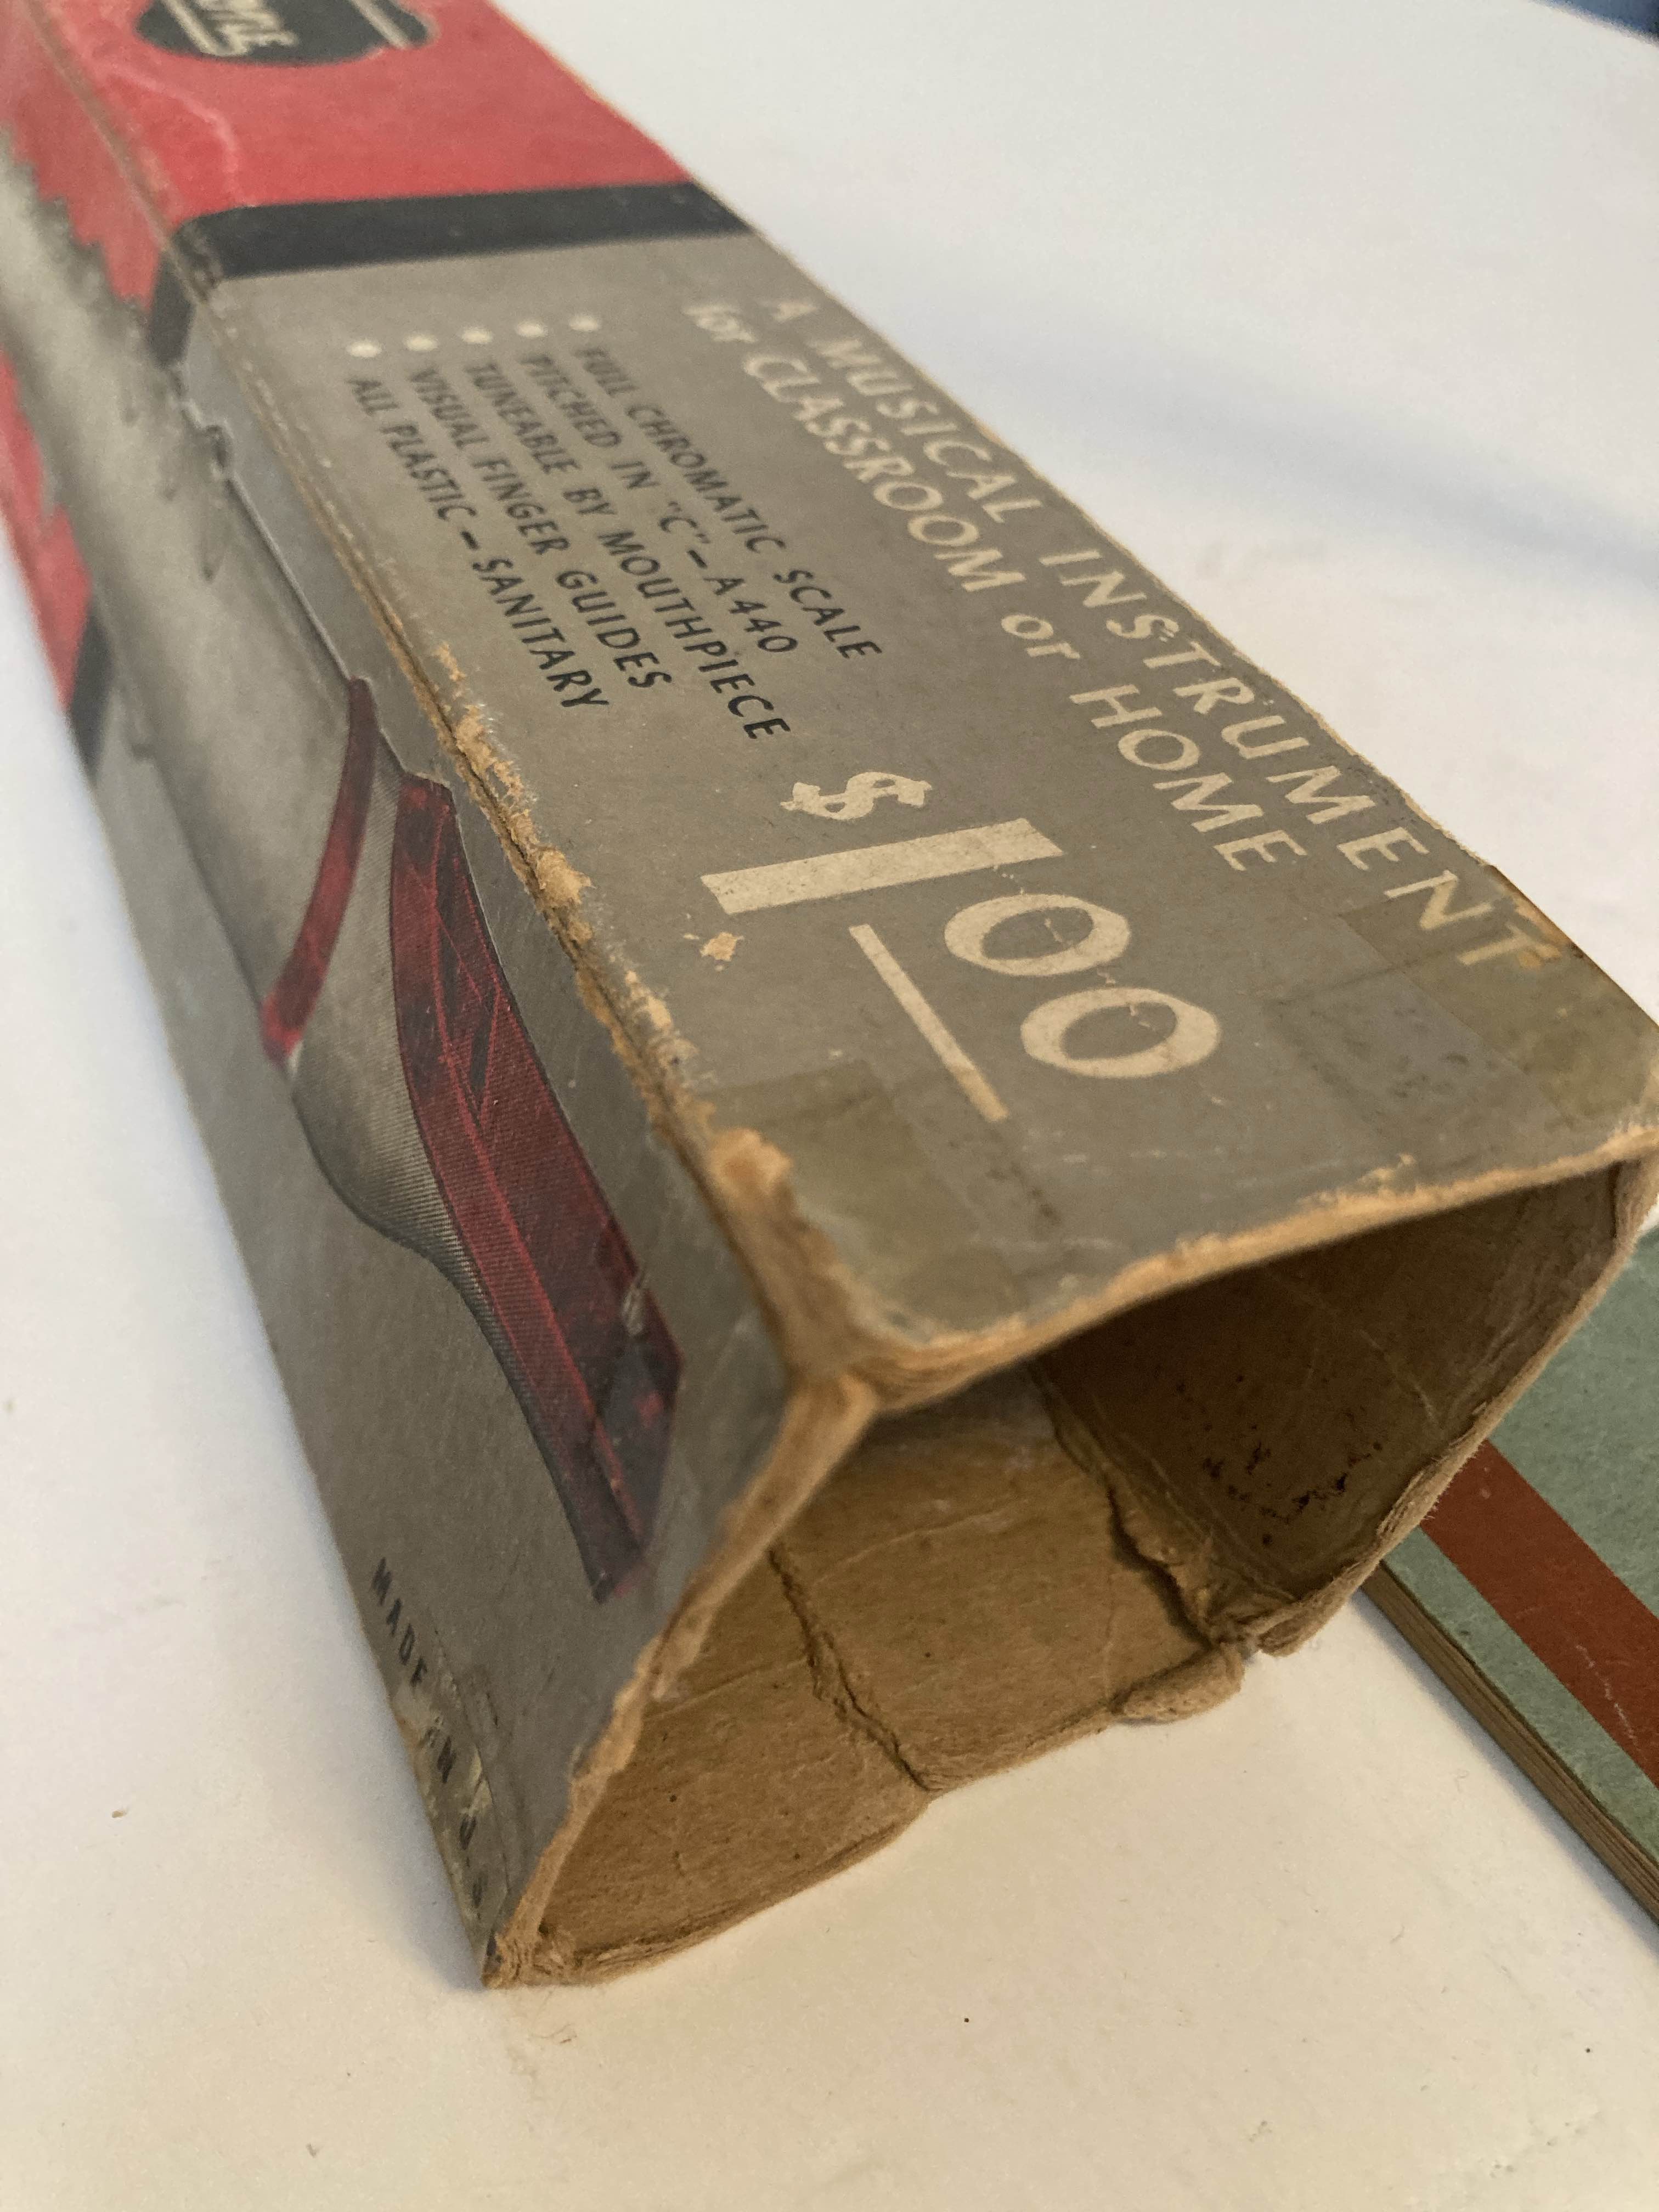 A MUSICAL INSTRUMENT
for CLASSROOM or HOME
• FULL CHROMATIC SCALE
• PITCHED IN "C"—A440
• TUNEABLE BY MOUTHPIECE
• VISUAL FINGER GUIDES
• ALL PLASTIC—SANITARY
$1.00
MADE IN U.S.